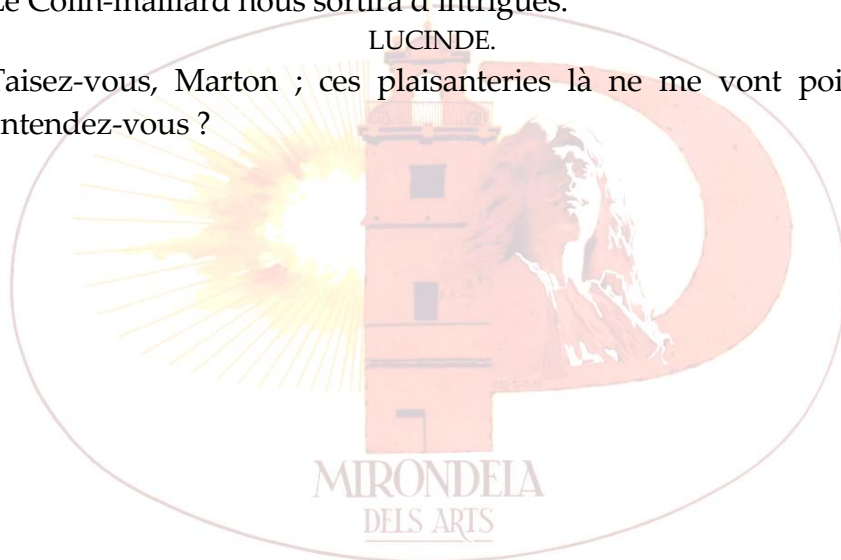 Le Colin-maillard nous sortira d'intrigues.
LUCINDE.
Taisez-vous, Marton ; ces plaisanteries là ne me vont poi
ntendez-vous ?
MIRONDELA
DELS ARTS